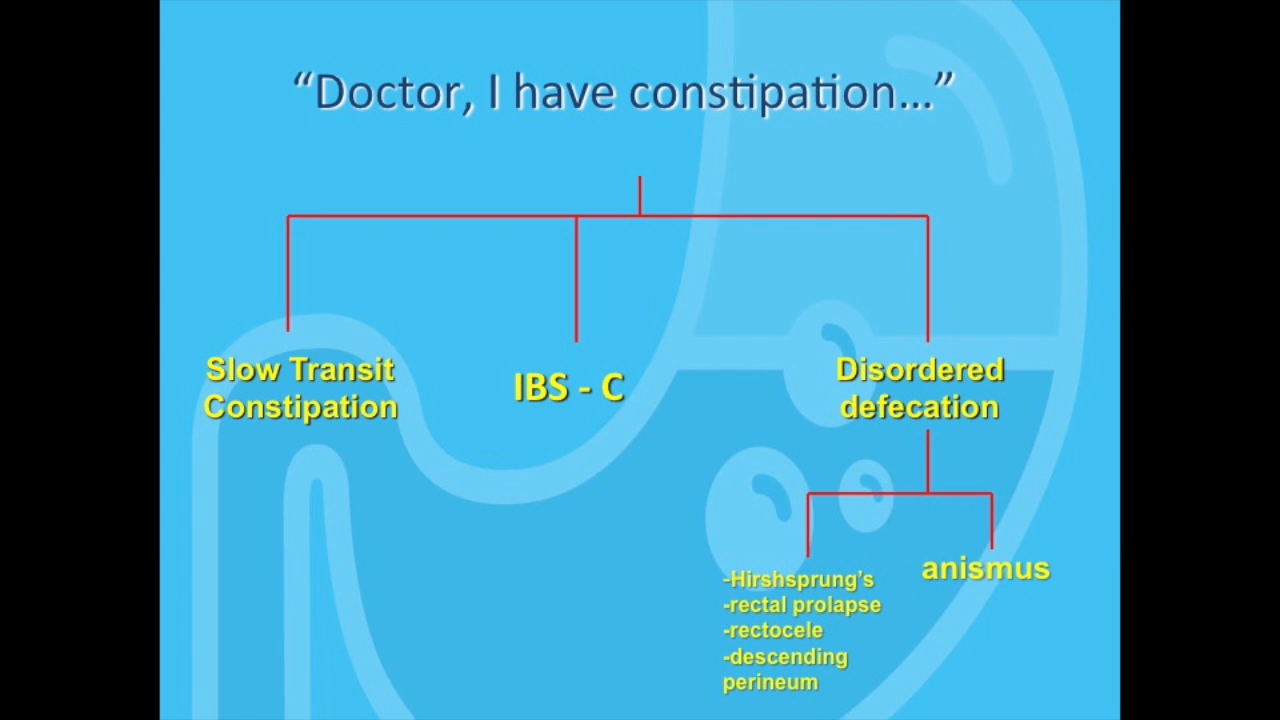 “Doctor, I have constipation…”
Slow Transit
Constipation
IBS - C
Disordered
defecation
-Hirshsprung’s
-rectal prolapse
-rectocele
-descending
perineum
anismus